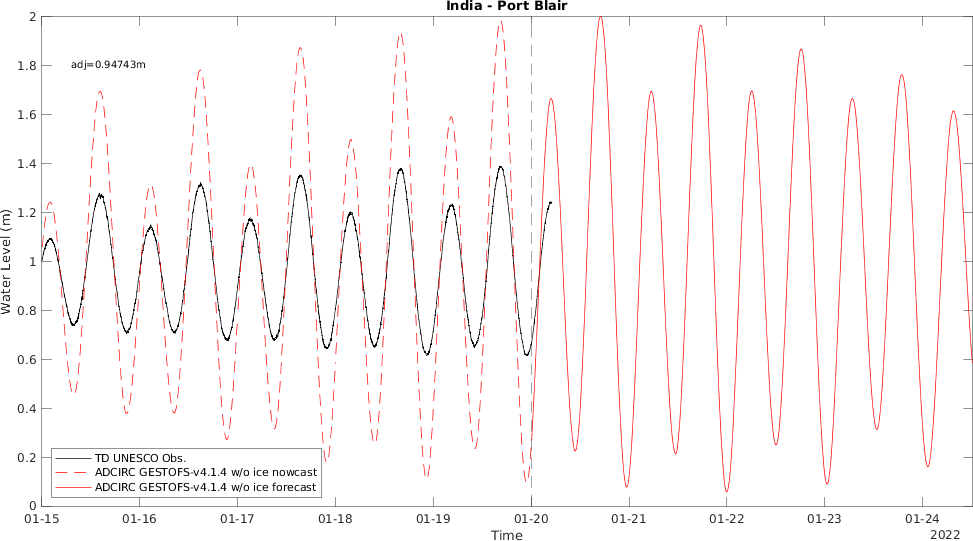 India - Port Blair
2
1.8
1.6
1.4
1.2
1
0.8
0.6
0.4
0.2
0
Water Level (m)
adj=0.94743m
TD UNESCO Obs.
ADCIRC GESTOFS-v4.1.4 w/o ice nowcast
ADCIRC GESTOFS-v4.1.4 w/o ice forecast
01-15 01-16 01-17 01-18 01-19 01-20 01-21 01-22 01-23 01-24
Time
2022